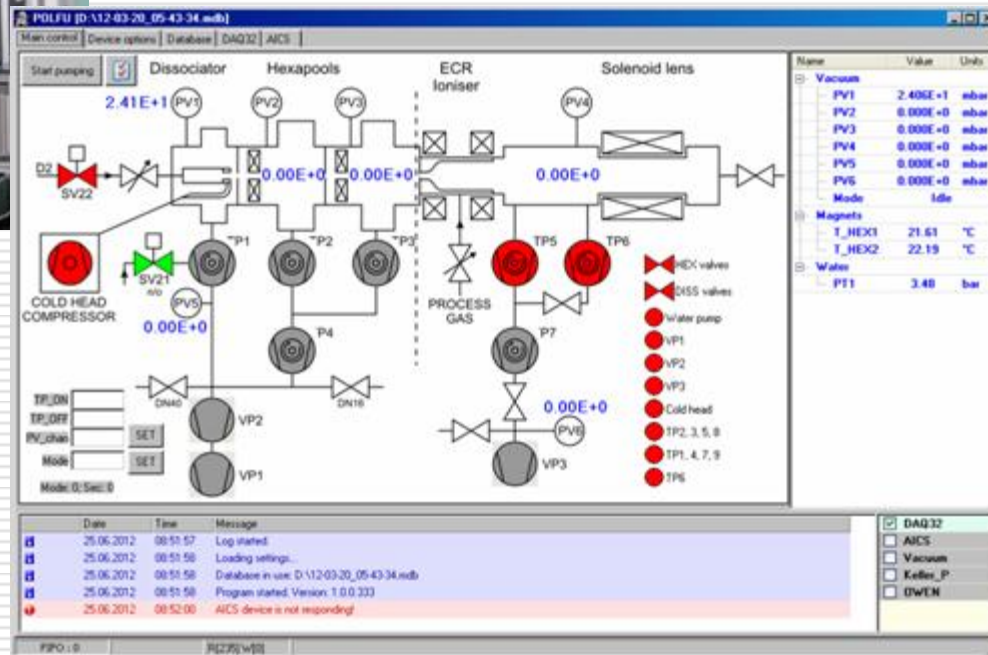 POLFU [D:\12-03-20_05-43-34.mdb]
Main control Device options Database DAQ32 AICS
Start pumping
Dissociator Hexapools ECR Ioniser Solenoid lens
2.41E+1 PV1 PV2 PV3 PV4
D2
SV22
0.00E+0 0.00E+0 0.00E+0
TP1 TP2 TP3 TP5 TP6
SV21
n/o
COLD HEAD
COMPRESSOR
PV5
0.00E+0
PROCESS
GAS
P4 P7
DN40 DN16
VP2
VP1
0.00E+0
PV6
VP3
HEX valves
DISS valves
Water pump
VP1
VP2
VP3
Cold head
TP2, 3, 5, 8
TP1, 4, 7, 9
TP6
TP_ON
TP_OFF
PV_chan SET
Mode SET
Mode: 0; Sec: 0
Name Value Units
Vacuum
PV1 2.406E+1 mbar
PV2 0.000E+0 mbar
PV3 0.000E+0 mbar
PV4 0.000E+0 mbar
PV5 0.000E+0 mbar
PV6 0.000E+0 mbar
Mode Idle
Magnets
T_HEX1 21.61 °C
T_HEX2 22.19 °C
Water
PT1 3.48 bar
Date Time Message
25.06.2012 08:51:57 Log started.
25.06.2012 08:51:58 Loading settings...
25.06.2012 08:51:58 Database in use: D:\12-03-20_05-43-34.mdb
25.06.2012 08:51:58 Program started. Version: 1.0.0.333
25.06.2012 08:52:00 AICS device is not responding!
DAQ32
AICS
Vacuum
Keller_P
OWEN
FIFO : 0 R[235] W[0]